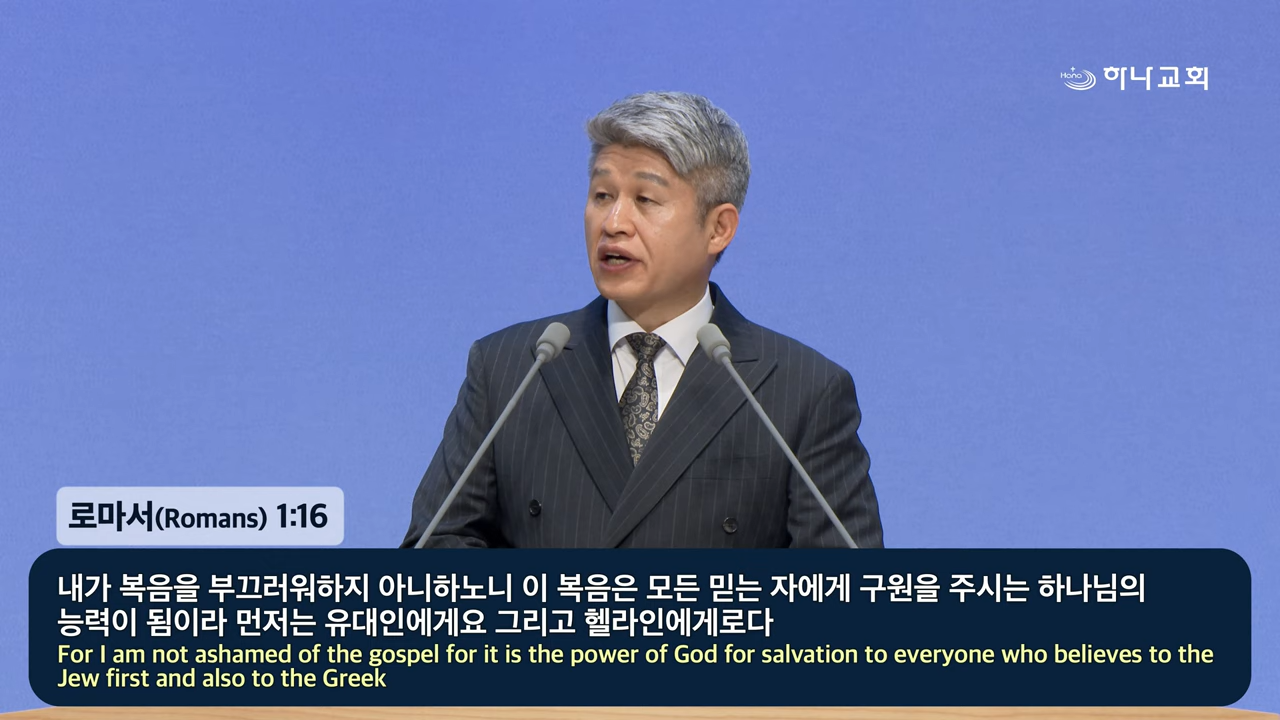 Hana 하나교회
로마서(Romans) 1:16
내가 복음을 부끄러워하지 아니하노니 이 복음은 모든 믿는 자에게 구원을 주시는 하나님의
능력이 됨이라 먼저는 유대인에게요 그리고 헬라인에게로다
For I am not ashamed of the gospel for it is the power of God for salvation to everyone who believes to the
Jew first and also to the Greek